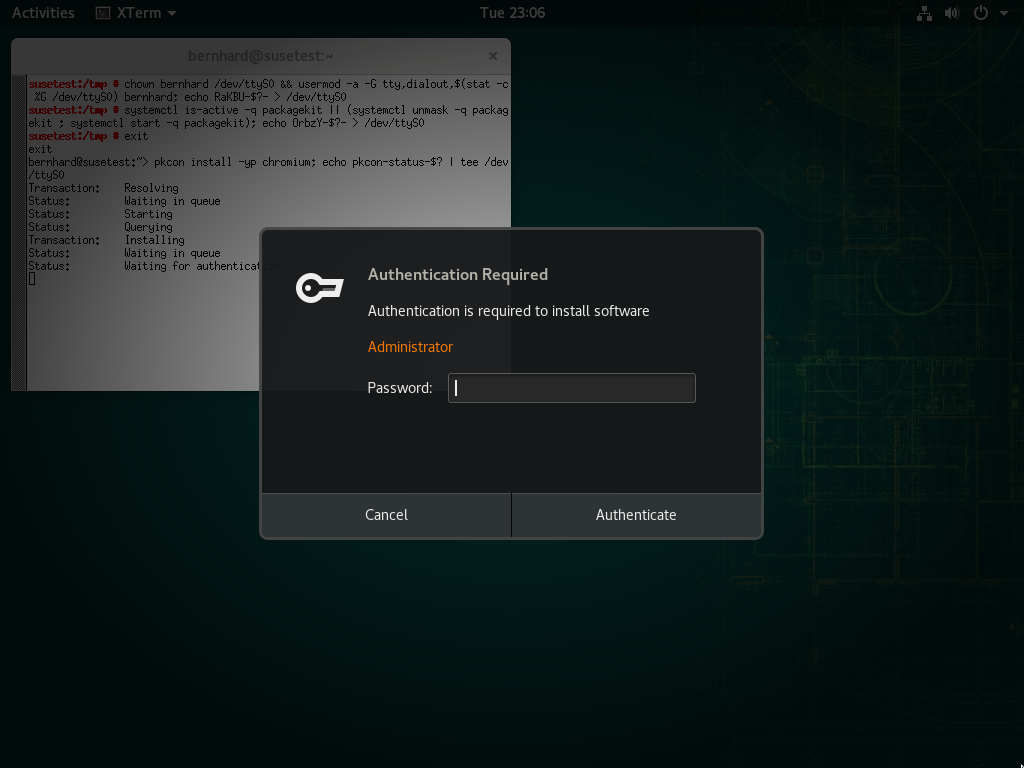 Activities XTerm Tue 23:06
bernhard@susetest:~ ×
susetest:/tmp # chown bernhard /dev/ttyS0 && usermod -a -G tty,dialout,$(stat -c
%G /dev/ttyS0) bernhard; echo RaKBU-$?- > /dev/ttyS0
susetest:/tmp # systemctl is-active -q packagekit || (systemctl unmask -q packag
ekit ; systemctl start -q packagekit); echo OrbzY-$?- > /dev/ttyS0
susetest:/tmp # exit
exit
bernhard@susetest:~> pkcon install -yp chromium; echo pkcon-status-$? | tee /dev
/ttyS0
Transaction: Resolving
Status: Waiting in queue
Status: Starting
Status: Querying
Transaction: Installing
Status: Waiting in queue
Status: Waiting for authentication
Authentication Required
Authentication is required to install software
Administrator
Password:
Cancel Authenticate